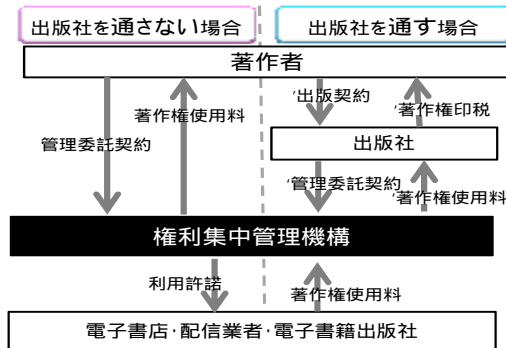 出版社を通さない場合
出版社を通す場合
著作者
管理委託契約
著作権使用料
'出版契約
'著作権印税
出版社
'管理委託契約
'著作権使用料
権利集中管理機構
利用許諾
著作権使用料
電子書店・配信業者・電子書籍出版社